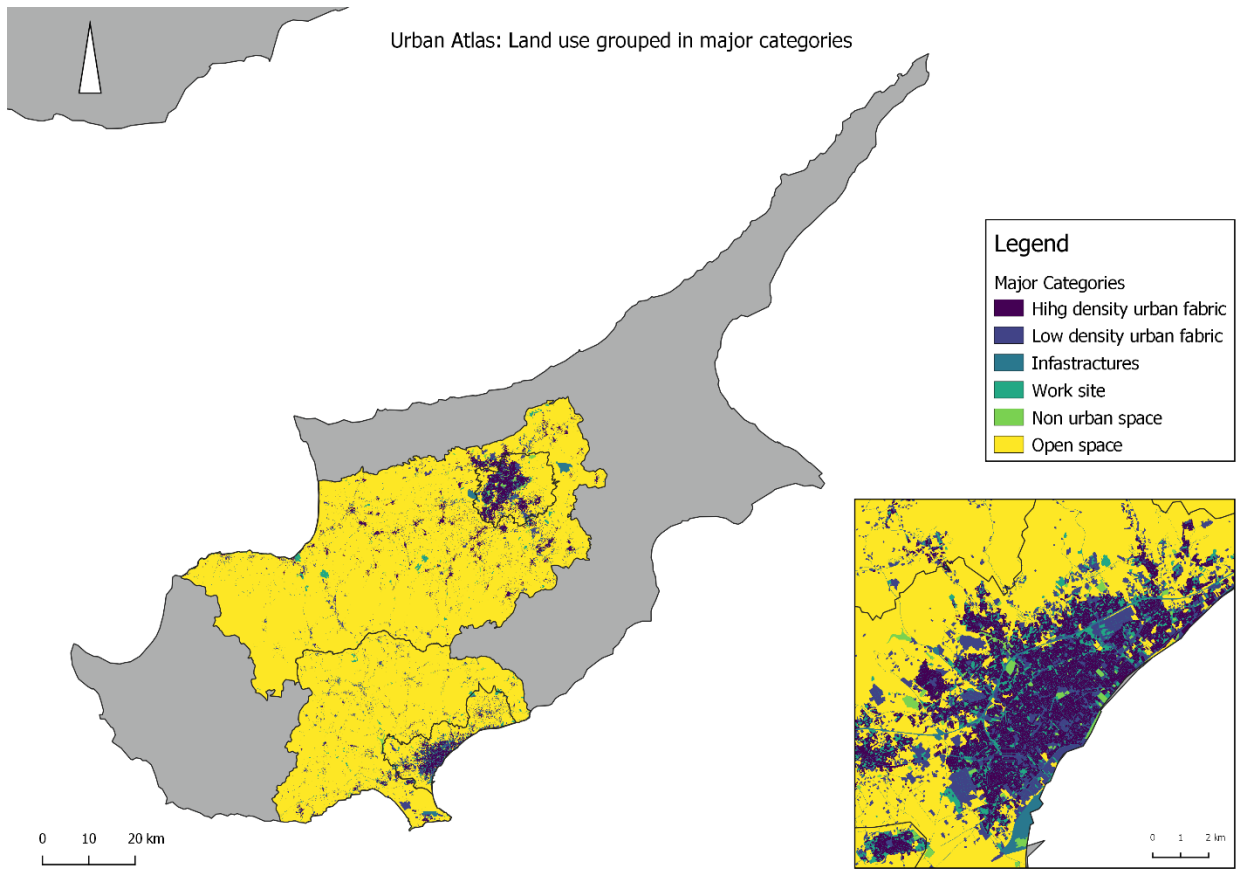 Urban Atlas: Land use grouped in major categories
Legend
Major Categories
Hihg density urban fabric
Low density urban fabric
Infastractures
Work site
Non urban space
Open space
0 10 20 km
0 1 2 km